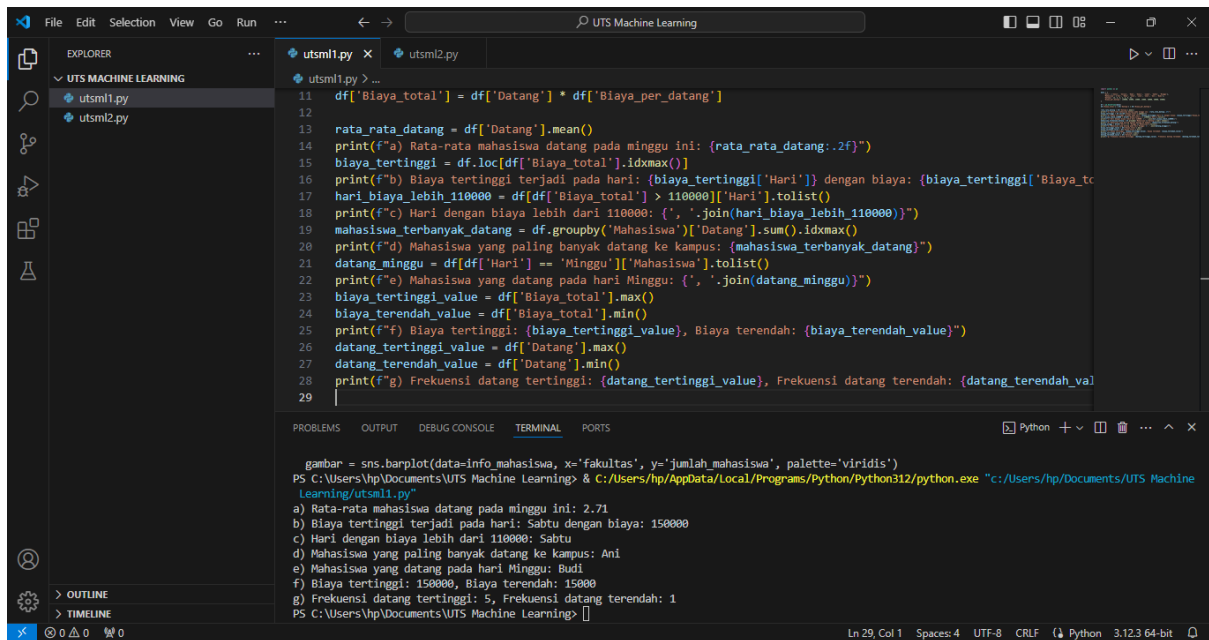 File Edit Selection View Go Run ... UTS Machine Learning
EXPLORER ...
UTS MACHINE LEARNING
utsml1.py
utsml2.py
OUTLINE
TIMELINE
utsml1.py utsml2.py
utsml1.py > ...
11 df['Biaya_total'] = df['Datang'] * df['Biaya_per_datang']
12
13 rata_rata_datang = df['Datang'].mean()
14 print(f"a) Rata-rata mahasiswa datang pada minggu ini: {rata_rata_datang:.2f}")
15 biaya_tertinggi = df.loc[df['Biaya_total'].idxmax()]
16 print(f"b) Biaya tertinggi terjadi pada hari: {biaya_tertinggi['Hari']} dengan biaya: {biaya_tertinggi['Biaya_to
17 hari_biaya_lebih_110000 = df[df['Biaya_total'] > 110000]['Hari'].tolist()
18 print(f"c) Hari dengan biaya lebih dari 110000: {', '.join(hari_biaya_lebih_110000)}")
19 mahasiswa_terbanyak_datang = df.groupby('Mahasiswa')['Datang'].sum().idxmax()
20 print(f"d) Mahasiswa yang paling banyak datang ke kampus: {mahasiswa_terbanyak_datang}")
21 datang_minggu = df[df['Hari'] == 'Minggu']['Mahasiswa'].tolist()
22 print(f"e) Mahasiswa yang datang pada hari Minggu: {', '.join(datang_minggu)}")
23 biaya_tertinggi_value = df['Biaya_total'].max()
24 biaya_terendah_value = df['Biaya_total'].min()
25 print(f"f) Biaya tertinggi: {biaya_tertinggi_value}, Biaya terendah: {biaya_terendah_value}")
26 datang_tertinggi_value = df['Datang'].max()
27 datang_terendah_value = df['Datang'].min()
28 print(f"g) Frekuensi datang tertinggi: {datang_tertinggi_value}, Frekuensi datang terendah: {datang_terendah_val
29
PROBLEMS OUTPUT DEBUG CONSOLE TERMINAL PORTS Python
gambar = sns.barplot(data=info_mahasiswa, x='fakultas', y='jumlah_mahasiswa', palette='viridis')
PS C:\Users\hp\Documents\UTS Machine Learning> & C:/Users/hp/AppData/Local/Programs/Python/Python312/python.exe "c:/Users/hp/Documents/UTS Machine
Learning/utsml1.py"
a) Rata-rata mahasiswa datang pada minggu ini: 2.71
b) Biaya tertinggi terjadi pada hari: Sabtu dengan biaya: 150000
c) Hari dengan biaya lebih dari 110000: Sabtu
d) Mahasiswa yang paling banyak datang ke kampus: Ani
e) Mahasiswa yang datang pada hari Minggu: Budi
f) Biaya tertinggi: 150000, Biaya terendah: 15000
g) Frekuensi datang tertinggi: 5, Frekuensi datang terendah: 1
PS C:\Users\hp\Documents\UTS Machine Learning>
0 0 0 Ln 29, Col 1 Spaces: 4 UTF-8 CRLF Python 3.12.3 64-bit